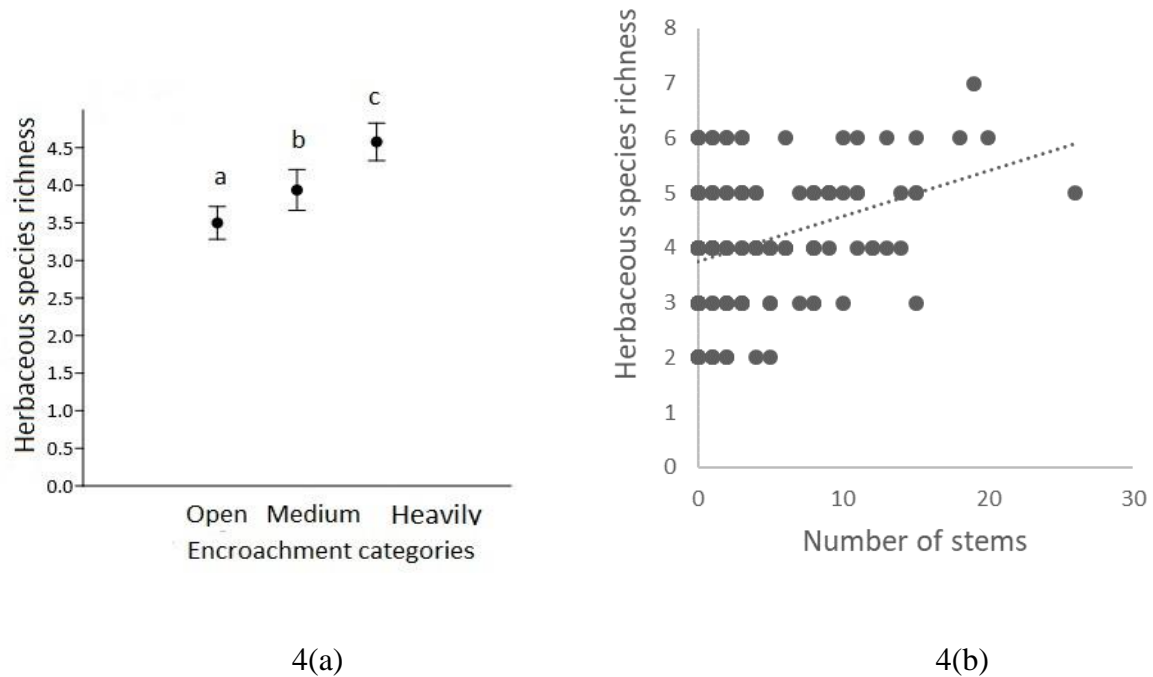 Herbaceous species richness
4.5
4.0
3.5
3.0
2.5
2.0
1.5
1.0
0.5
0.0
a
b
c
Open Medium Heavily
Encroachment categories
4(a)
Herbaceous species richness
8
7
6
5
4
3
2
1
0
0 10 20 30
Number of stems
4(b)